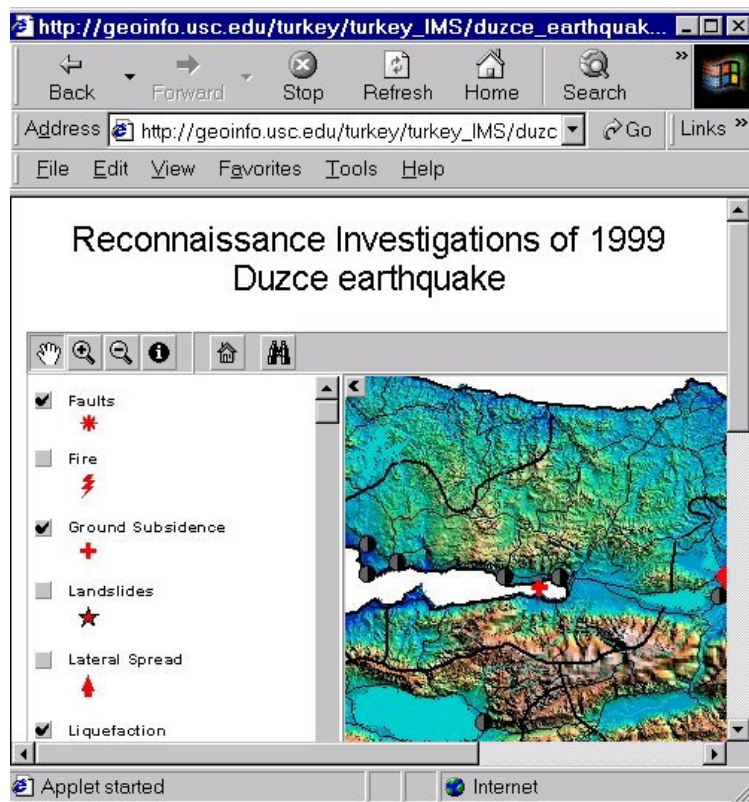 http://geoinfo.usc.edu/turkey/turkey_IMS/duzce_earthquak...
Back Forward Stop Refresh Home Search »
Address http://geoinfo.usc.edu/turkey/turkey_IMS/duzc Go Links »
File Edit View Favorites Tools Help
Reconnaissance Investigations of 1999
Duzce earthquake
Faults
Fire
Ground Subsidence
Landslides
Lateral Spread
Liquefaction
Applet started Internet